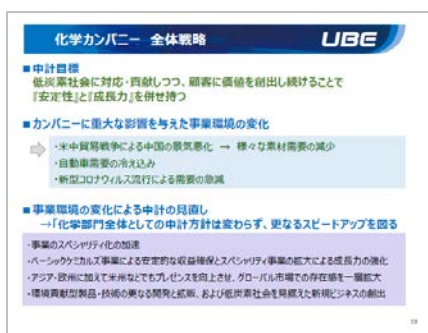 化学カンパニー 全体戦略
UBE
■中計目標
低炭素社会に対応・貢献しつつ、顧客に価値を創出し続けることで
『安定性』と『成長力』を併せ持つ
■カンパニーに重大な影響を与えた事業環境の変化
・米中貿易戦争による中国の景気悪化 → 様々な素材需要の減少
・自動車需要の冷え込み
・新型コロナウィルス流行による需要の急減
■事業環境の変化による中計の見直し
→「化学部門全体としての中計方針は変わらず、更なるスピードアップを図る
・事業のスペシャリティ化の加速
・ベーシックケミカルズ事業による安定的な収益確保とスペシャリティ事業の拡大による成長力の強化
・アジア・欧州に加えて米州などでもプレゼンスを向上させ、グローバル市場での存在感を一層拡大
・環境貢献型製品・技術の更なる開発と拡販、および低炭素社会を見据えた新規ビジネスの創出